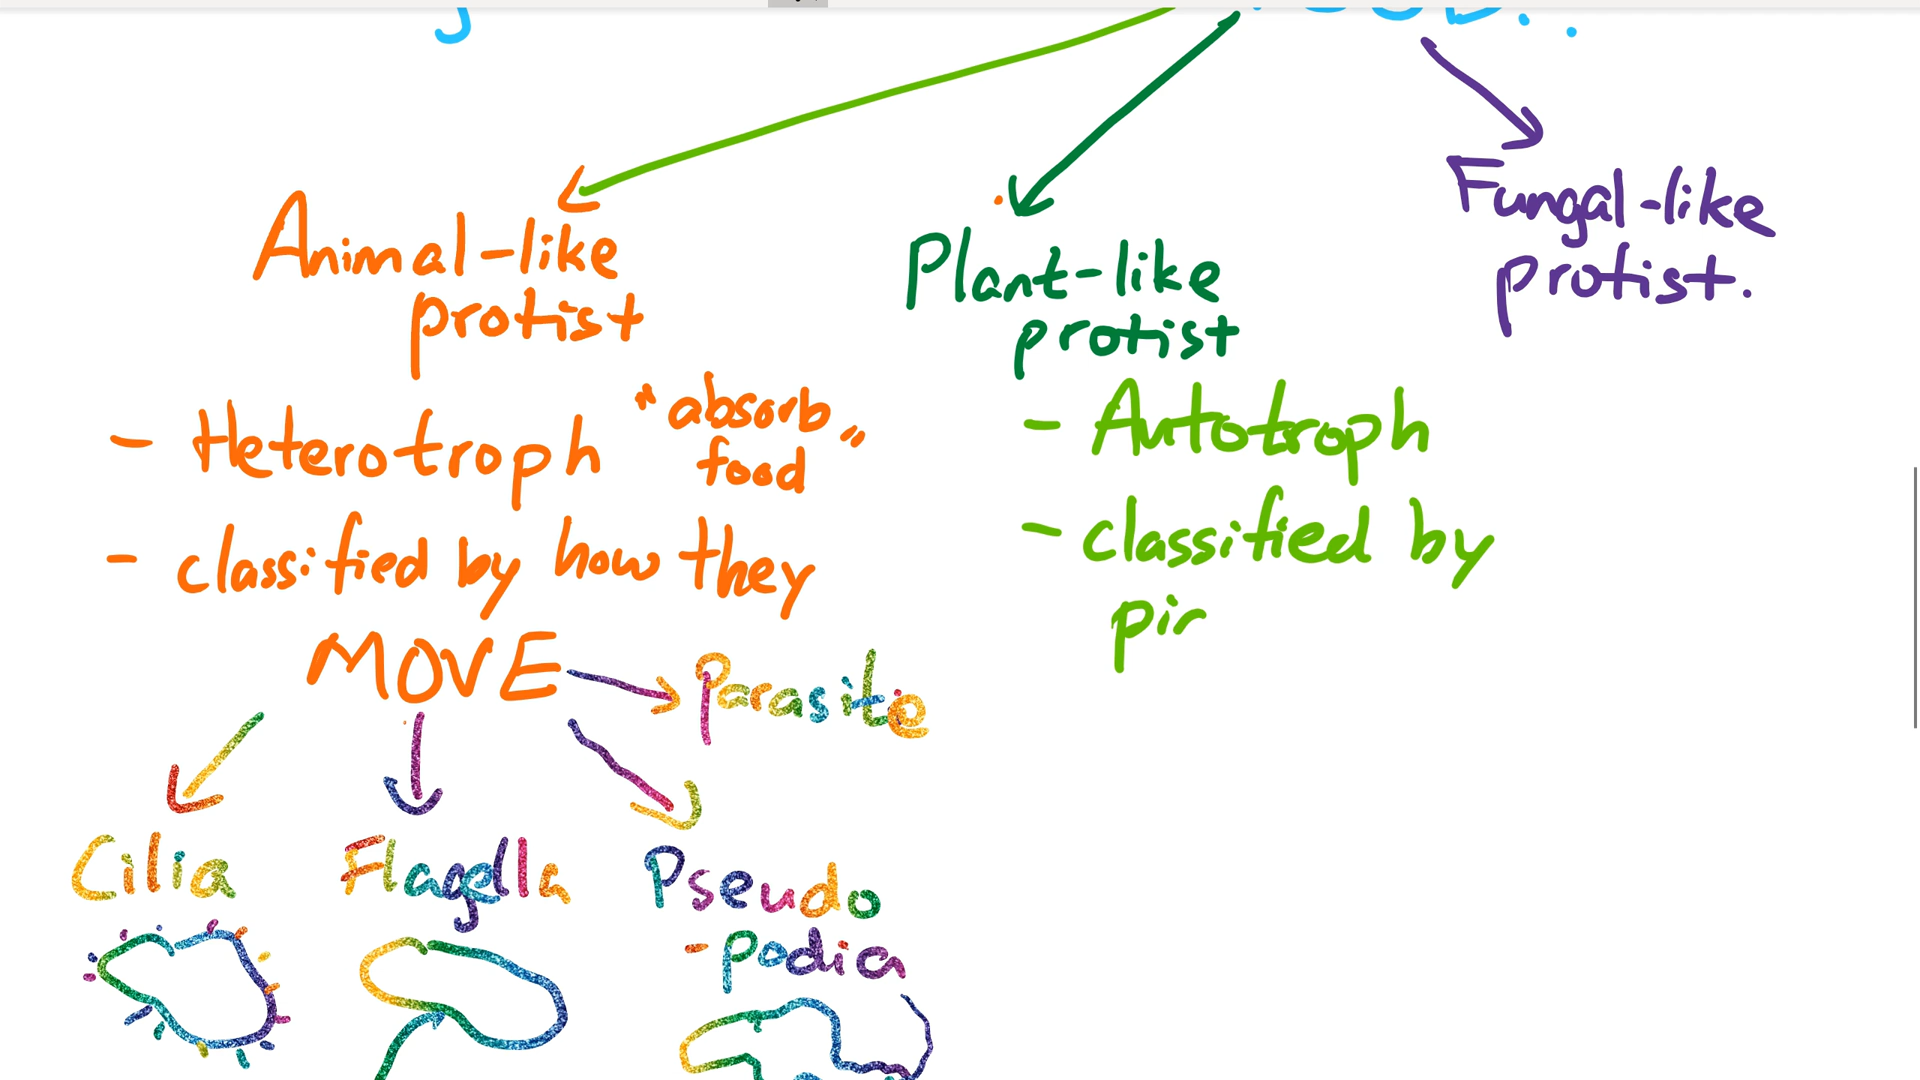 Animal-like
protist
- Heterotroph "absorb
food"
- classified by how they
MOVE
Parasite
Cilia
Flagella
Pseudo
-podia
Plant-like
protist
- Autotroph
- classified by
pir
Fungal-like
protist.